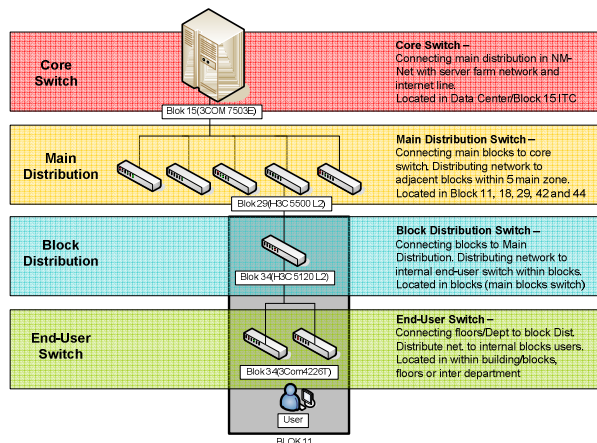 Core
Switch
Core Switch –
Connecting main distribution in NM-
Net with server farm network and
internet line.
Located in Data Center/Block 15 ITC
Blok 15(3COM 7503E)
Main
Distribution
Main Distribution Switch –
Connecting main blocks to core
switch. Distributing network to
adjacent blocks within 5 main zone.
Located in Block 11, 18, 29, 42 and 44
Blok 29(H3C 5500 L2)
Block
Distribution
Block Distribution Switch –
Connecting blocks to Main
Distribution. Distributing network to
internal end-user switch within blocks.
Located in blocks (main blocks switch)
Blok 34(H3C 5120 L2)
End-User
Switch
End-User Switch –
Connecting floors/Dept to block Dist.
Distribute net. to internal blocks users.
Located in within building/blocks,
floors or inter department
Blok 34(3Com4226T)
User
BLOK 11